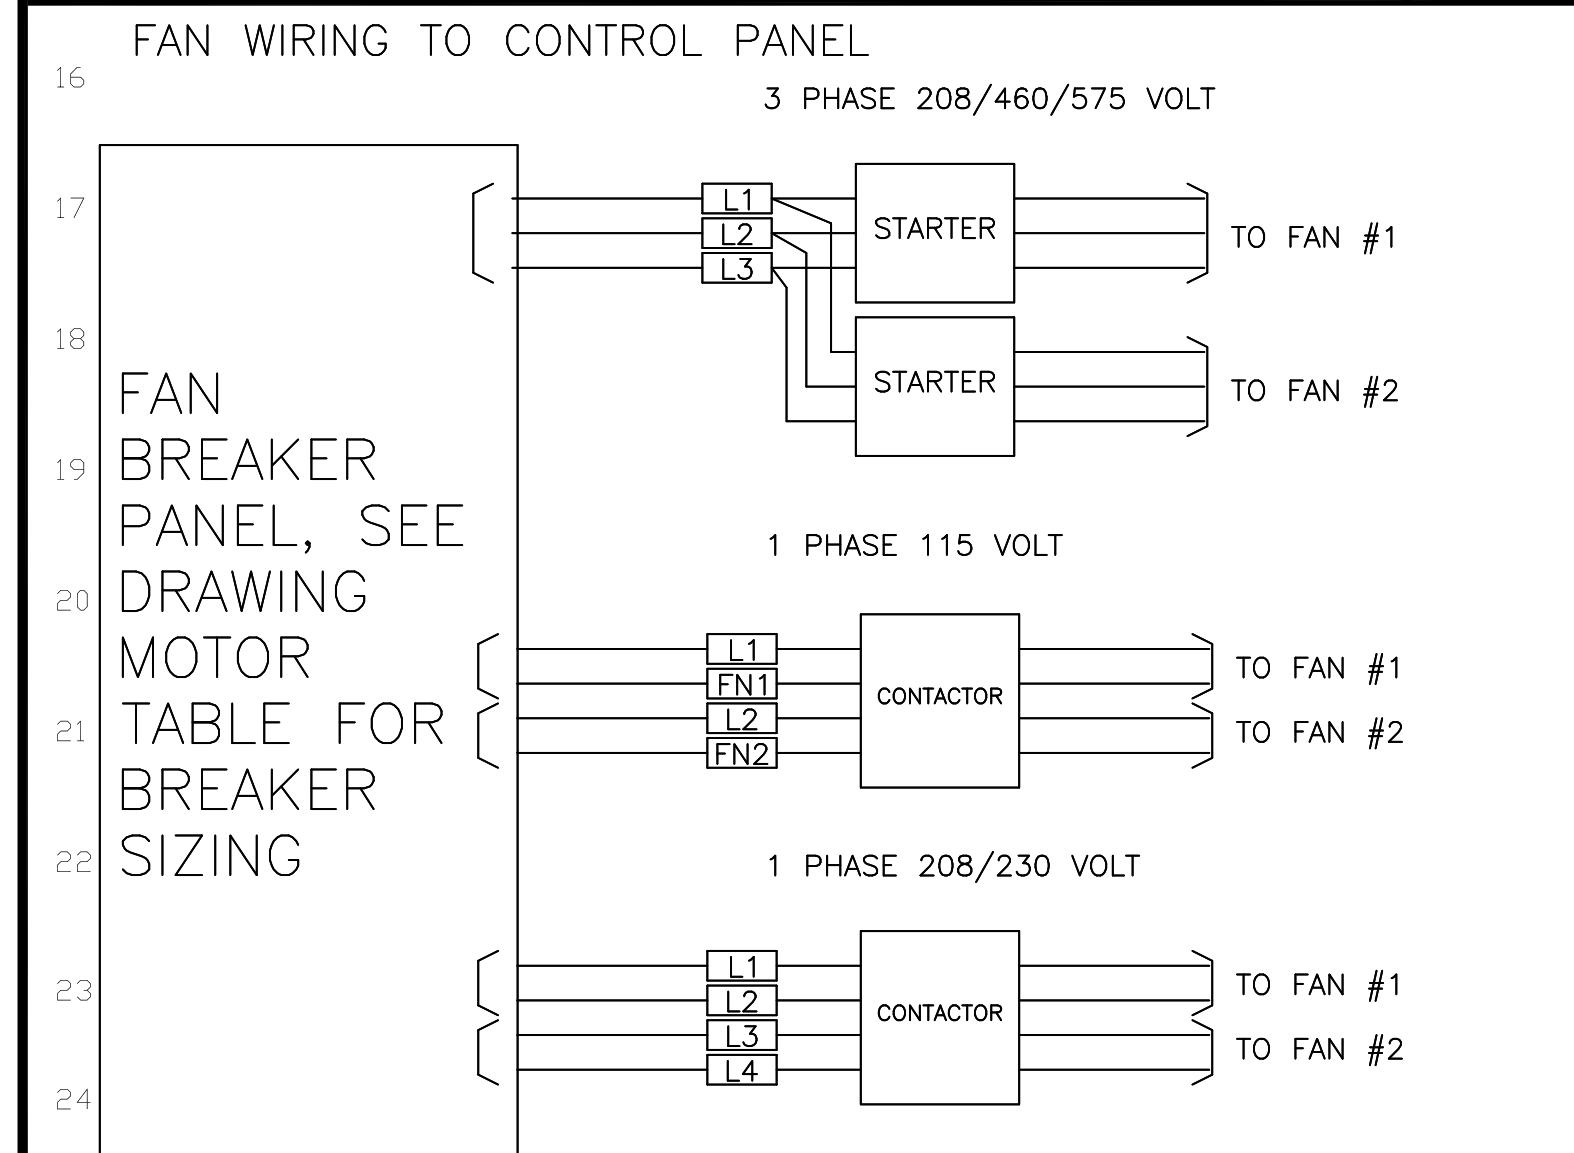 FAN WIRING TO CONTROL PANEL
16
3 PHASE 208/460/575 VOLT
17
L1
L2
L3
STARTER
TO FAN #1
18
STARTER
TO FAN #2
FAN
BREAKER
PANEL, SEE
DRAWING
MOTOR
TABLE FOR
BREAKER
SIZING
19
1 PHASE 115 VOLT
20
L1
FN1
L2
FN2
CONTACTOR
TO FAN #1
TO FAN #2
21
22
1 PHASE 208/230 VOLT
23
L1
L2
L3
L4
CONTACTOR
TO FAN #1
TO FAN #2
24